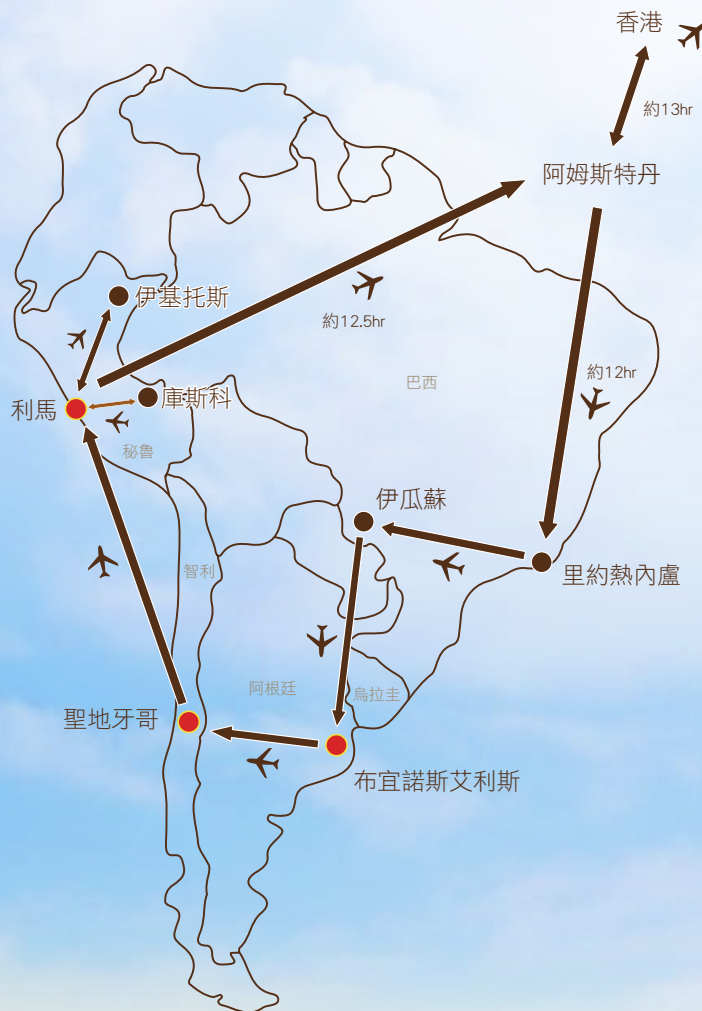 香港
約13hr
阿姆斯特丹
伊基托斯
約12.5hr
約12hr
巴西
利馬
庫斯科
秘魯
伊瓜蘇
智利
里約熱內盧
阿根廷
烏拉圭
聖地牙哥
布宜諾斯艾利斯